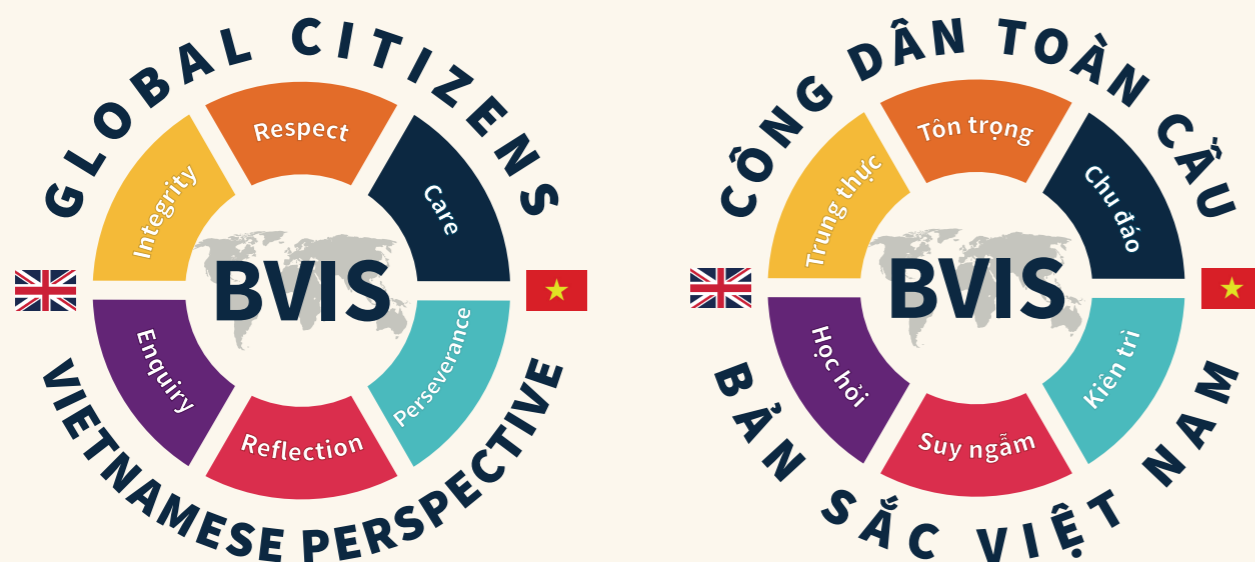 GLOBAL CITIZENS
Respect
Care
Perseverance
Reflection
Enquiry
Integrity
BVIS
VIETNAMESE PERSPECTIVE
CÔNG DÂN TOÀN CẦU
Tôn trọng
Chu đáo
Kiên trì
Suy ngẫm
Học hỏi
Trung thực
BVIS
BẢN SẮC VIỆT NAM